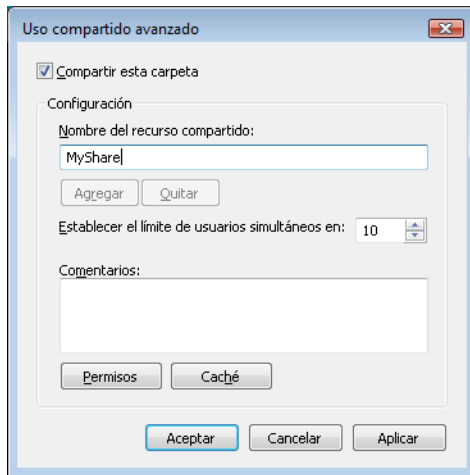 Uso compartido avanzado
Compartir esta carpeta
Configuración
Nombre del recurso compartido:
MyShare
Agregar Quitar
Establecer el límite de usuarios simultáneos en: 10
Comentarios:
Permisos Caché
Aceptar Cancelar Aplicar